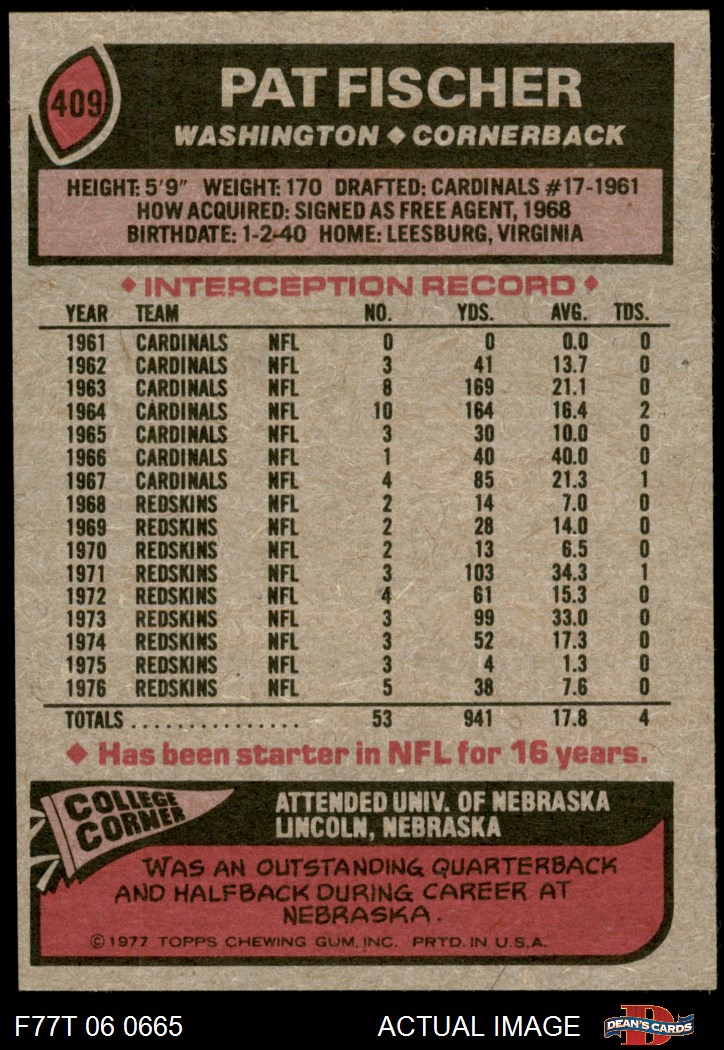 409
PAT FISCHER
WASHINGTON ◆ CORNERBACK
HEIGHT: 5'9" WEIGHT: 170 DRAFTED: CARDINALS #17-1961
HOW ACQUIRED: SIGNED AS FREE AGENT, 1968
BIRTHDATE: 1-2-40 HOME: LEESBURG, VIRGINIA
◆ INTERCEPTION RECORD ◆
YEAR TEAM NO. YDS. AVG. TDS.
1961 CARDINALS NFL 0 0 0.0 0
1962 CARDINALS NFL 3 41 13.7 0
1963 CARDINALS NFL 8 169 21.1 0
1964 CARDINALS NFL 10 164 16.4 2
1965 CARDINALS NFL 3 30 10.0 0
1966 CARDINALS NFL 1 40 40.0 0
1967 CARDINALS NFL 4 85 21.3 1
1968 REDSKINS NFL 2 14 7.0 0
1969 REDSKINS NFL 2 28 14.0 0
1970 REDSKINS NFL 2 13 6.5 0
1971 REDSKINS NFL 3 103 34.3 1
1972 REDSKINS NFL 4 61 15.3 0
1973 REDSKINS NFL 3 99 33.0 0
1974 REDSKINS NFL 3 52 17.3 0
1975 REDSKINS NFL 3 4 1.3 0
1976 REDSKINS NFL 5 38 7.6 0
TOTALS ................ 53 941 17.8 4
◆ Has been starter in NFL for 16 years.
COLLEGE
CORNER
ATTENDED UNIV. OF NEBRASKA
LINCOLN, NEBRASKA
WAS AN OUTSTANDING QUARTERBACK
AND HALFBACK DURING CAREER AT
NEBRASKA.
©1977 TOPPS CHEWING GUM, INC. PRTD. IN U.S.A.
F77T 06 0665 ACTUAL IMAGE
D
DEAN'S CARDS